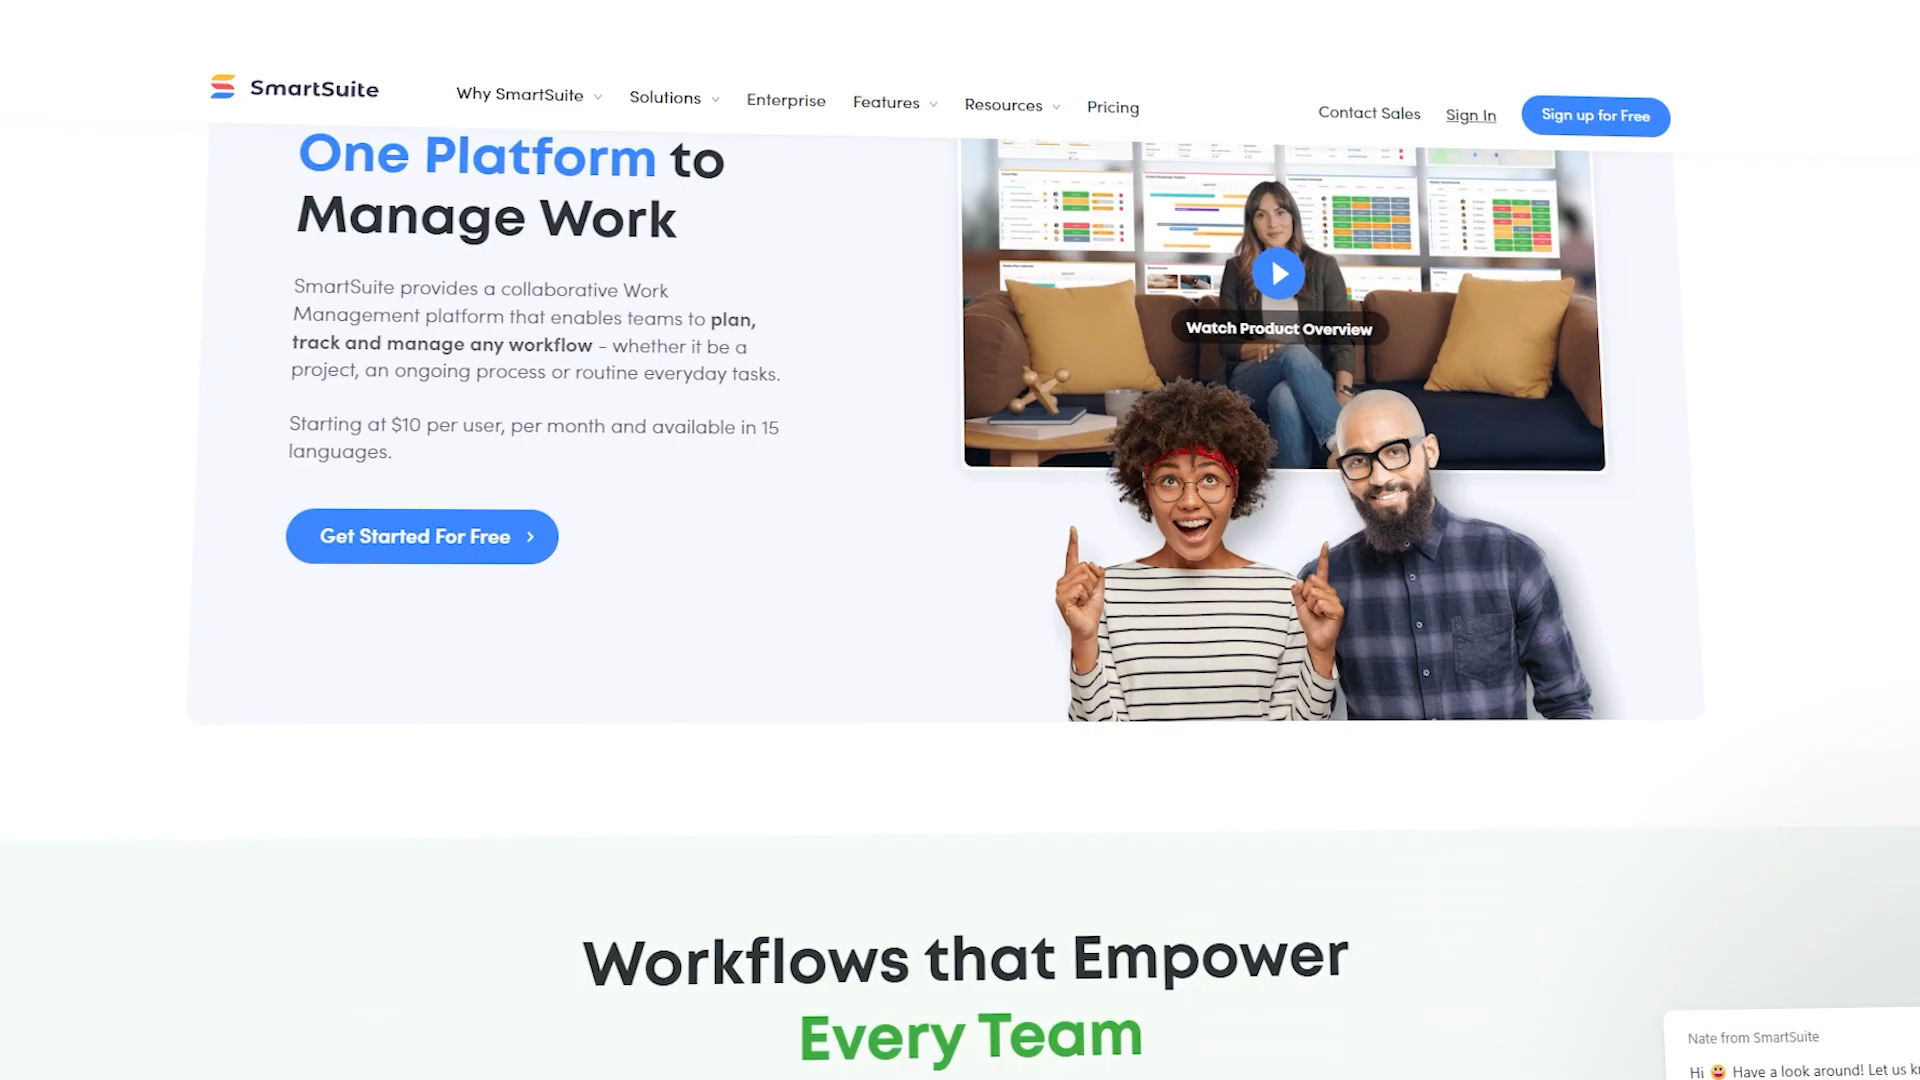 SmartSuite
Why SmartSuite
Solutions
Enterprise
Features
Resources
Pricing
Contact Sales
Sign In
Sign up for Free
One Platform to
Manage Work
SmartSuite provides a collaborative Work
Management platform that enables teams to plan,
track and manage any workflow - whether it be a
project, an ongoing process or routine everyday tasks.
Starting at $10 per user, per month and available in 15
languages.
Get Started For Free
Watch Product Overview
Workflows that Empower
Every Team
Nate from SmartSuite
Hi 😀 Have a look around! Let us